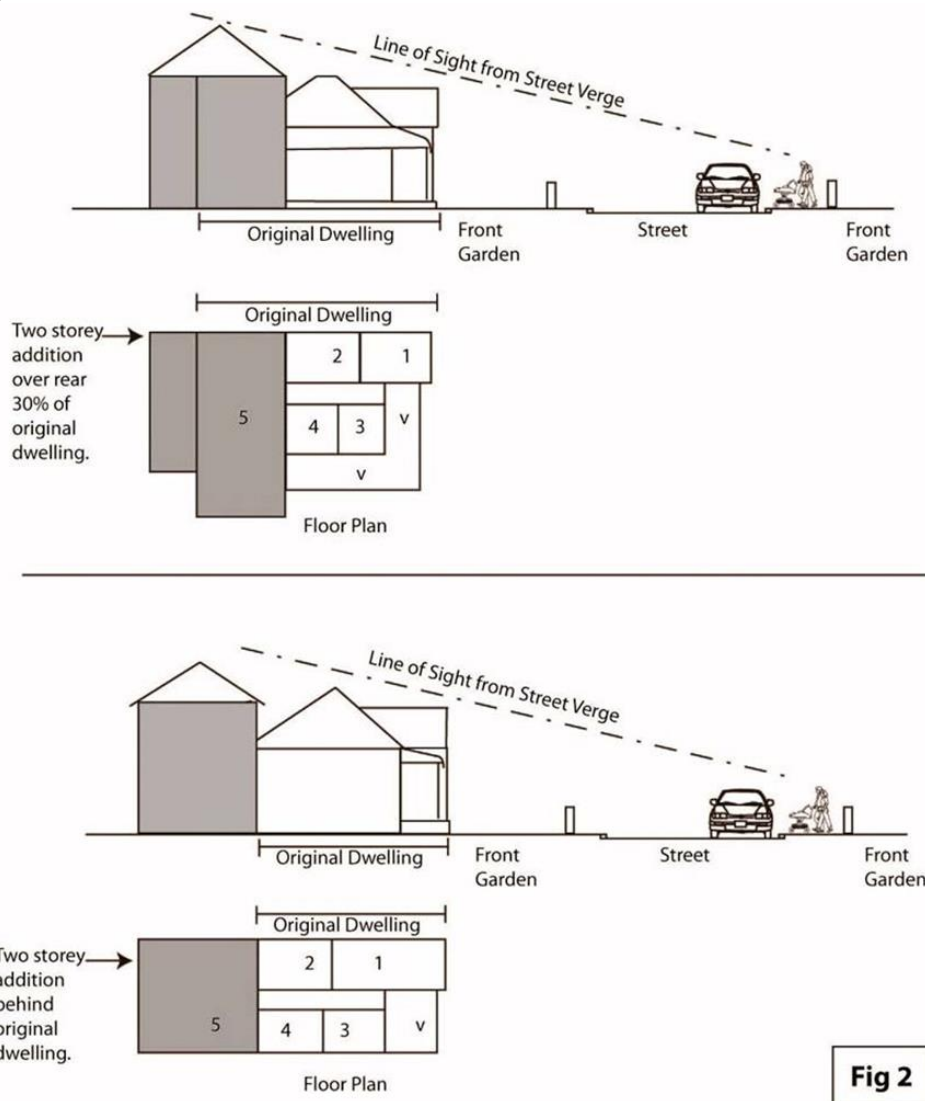 Line of Sight from Street Verge
Original Dwelling
Front
Garden
Street
Front
Garden
Original Dwelling
Two storey
addition
over rear
30% of
original
dwelling.
2
1
5
4
3
v
v
Floor Plan
Line of Sight from Street Verge
Original Dwelling
Front
Garden
Street
Front
Garden
Original Dwelling
Two storey
addition
behind
original
dwelling.
2
1
5
4
3
v
Floor Plan
Fig 2